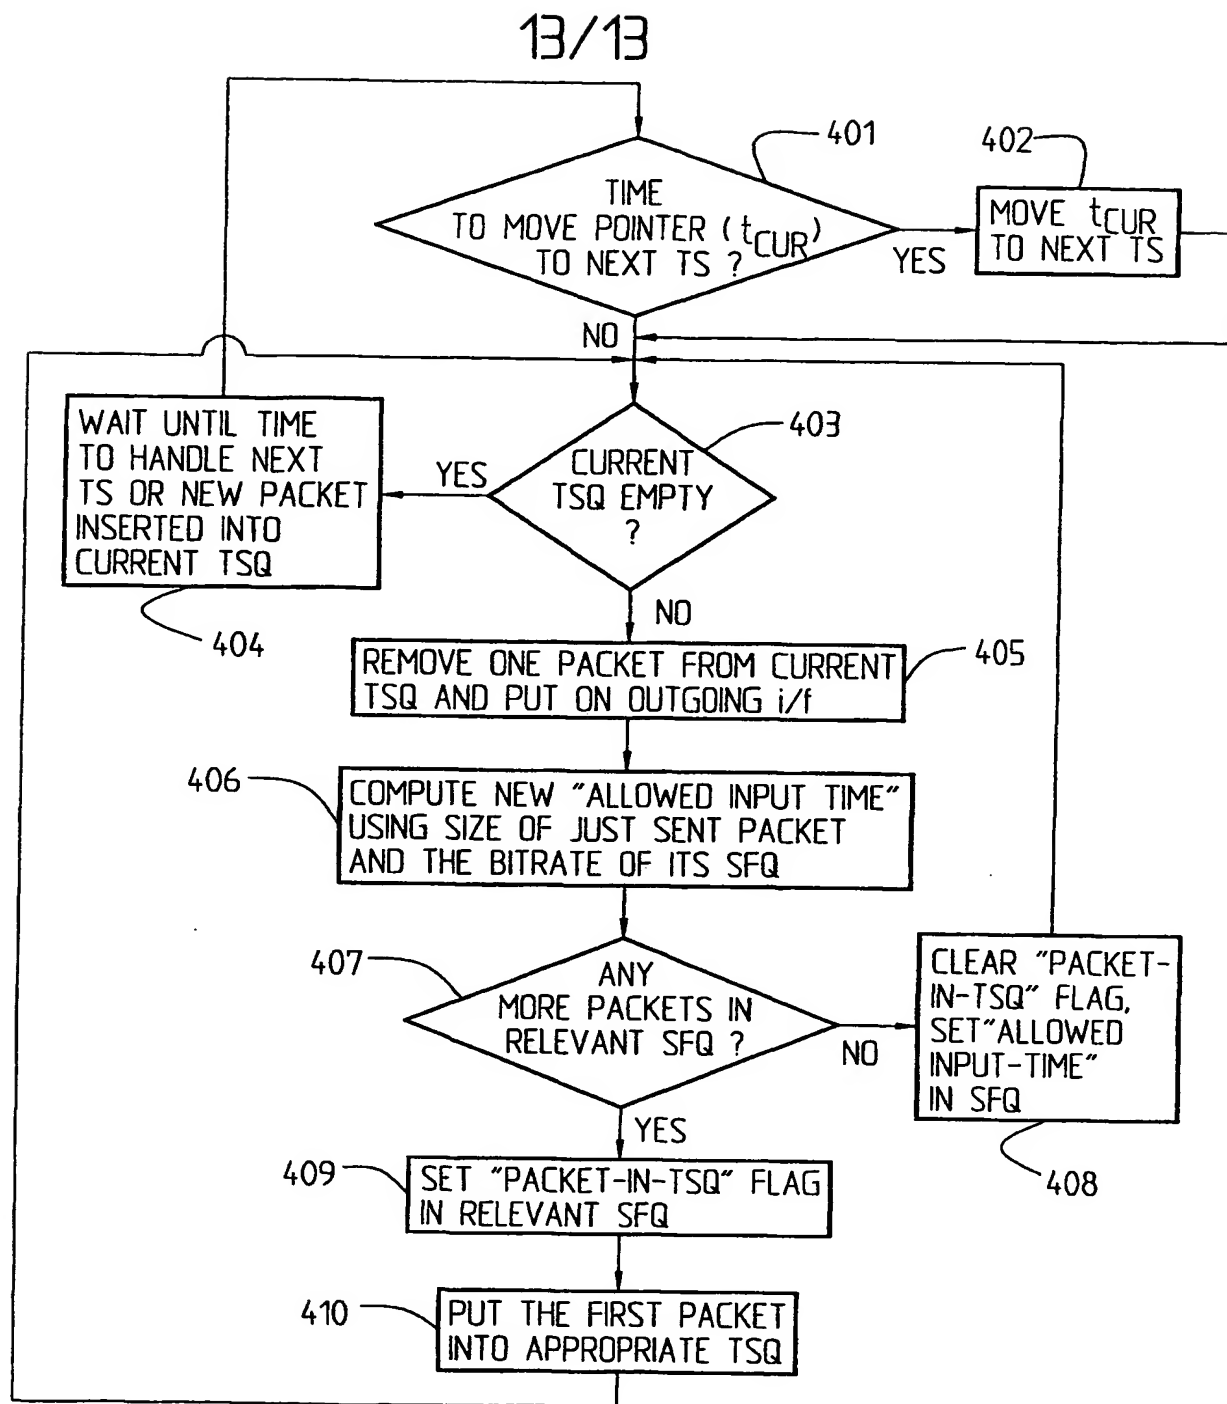 13/13
401
402
TIME
TO MOVE POINTER (tCUR)
TO NEXT TS ?
YES
MOVE tCUR
TO NEXT TS
NO
WAIT UNTIL TIME
TO HANDLE NEXT
TS OR NEW PACKET
INSERTED INTO
CURRENT TSQ
404
YES
CURRENT
TSQ EMPTY
?
403
NO
REMOVE ONE PACKET FROM CURRENT
TSQ AND PUT ON OUTGOING i/f
405
406
COMPUTE NEW "ALLOWED INPUT TIME"
USING SIZE OF JUST SENT PACKET
AND THE BITRATE OF ITS SFQ
407
ANY
MORE PACKETS IN
RELEVANT SFQ ?
NO
CLEAR "PACKET-
IN-TSQ" FLAG,
SET"ALLOWED
INPUT-TIME"
IN SFQ
408
YES
409
SET "PACKET-IN-TSQ" FLAG
IN RELEVANT SFQ
410
PUT THE FIRST PACKET
INTO APPROPRIATE TSQ